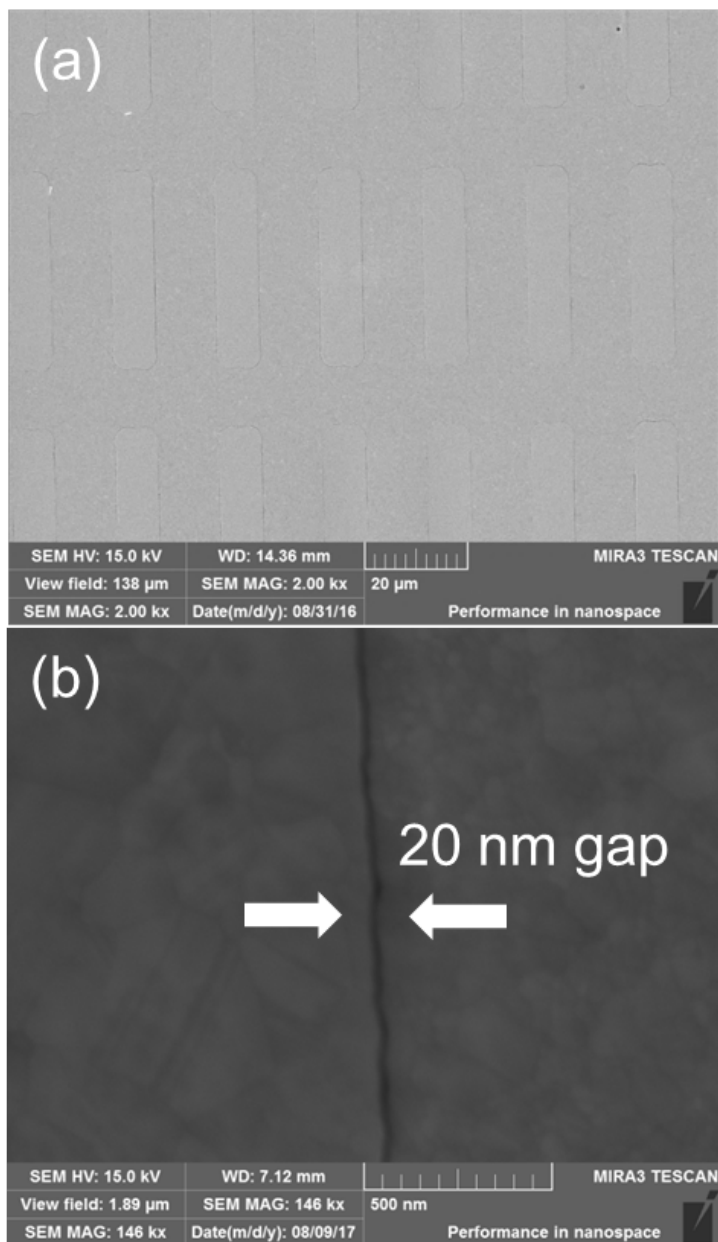 (a)
SEM HV: 15.0 kV WD: 14.36 mm MIRA3 TESCAN
View field: 138 µm SEM MAG: 2.00 kx 20 µm
SEM MAG: 2.00 kx Date(m/d/y): 08/31/16 Performance in nanospace
(b)
20 nm gap
SEM HV: 15.0 kV WD: 7.12 mm MIRA3 TESCAN
View field: 1.89 µm SEM MAG: 146 kx 500 nm
SEM MAG: 146 kx Date(m/d/y): 08/09/17 Performance in nanospace